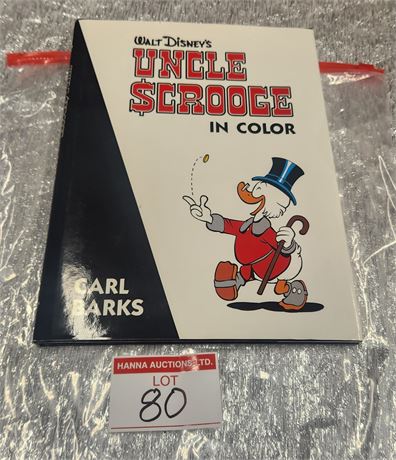 WALT DISNEY'S
UNCLE
$CROOGE
IN COLOR
CARL
BARKS
HANNA AUCTIONS LTD.
LOT
80